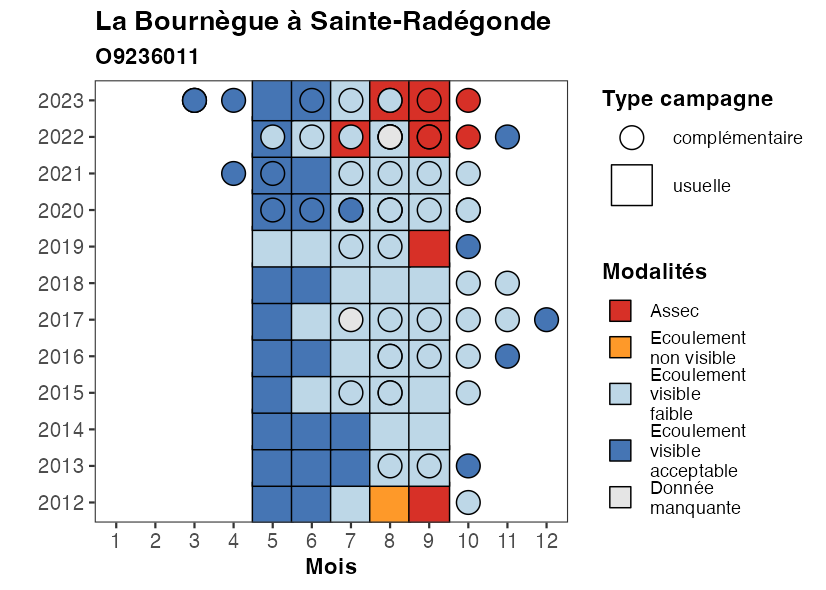 La Bournègue à Sainte-Radégonde
O9236011
2023
2022
2021
2020
2019
2018
2017
2016
2015
2014
2013
2012
1 2 3 4 5 6 7 8 9 10 11 12
Mois
Type campagne
complémentaire
usuelle
Modalités
Assec
Ecoulement
non visible
Ecoulement
visible
faible
Ecoulement
visible
acceptable
Donnée
manquante